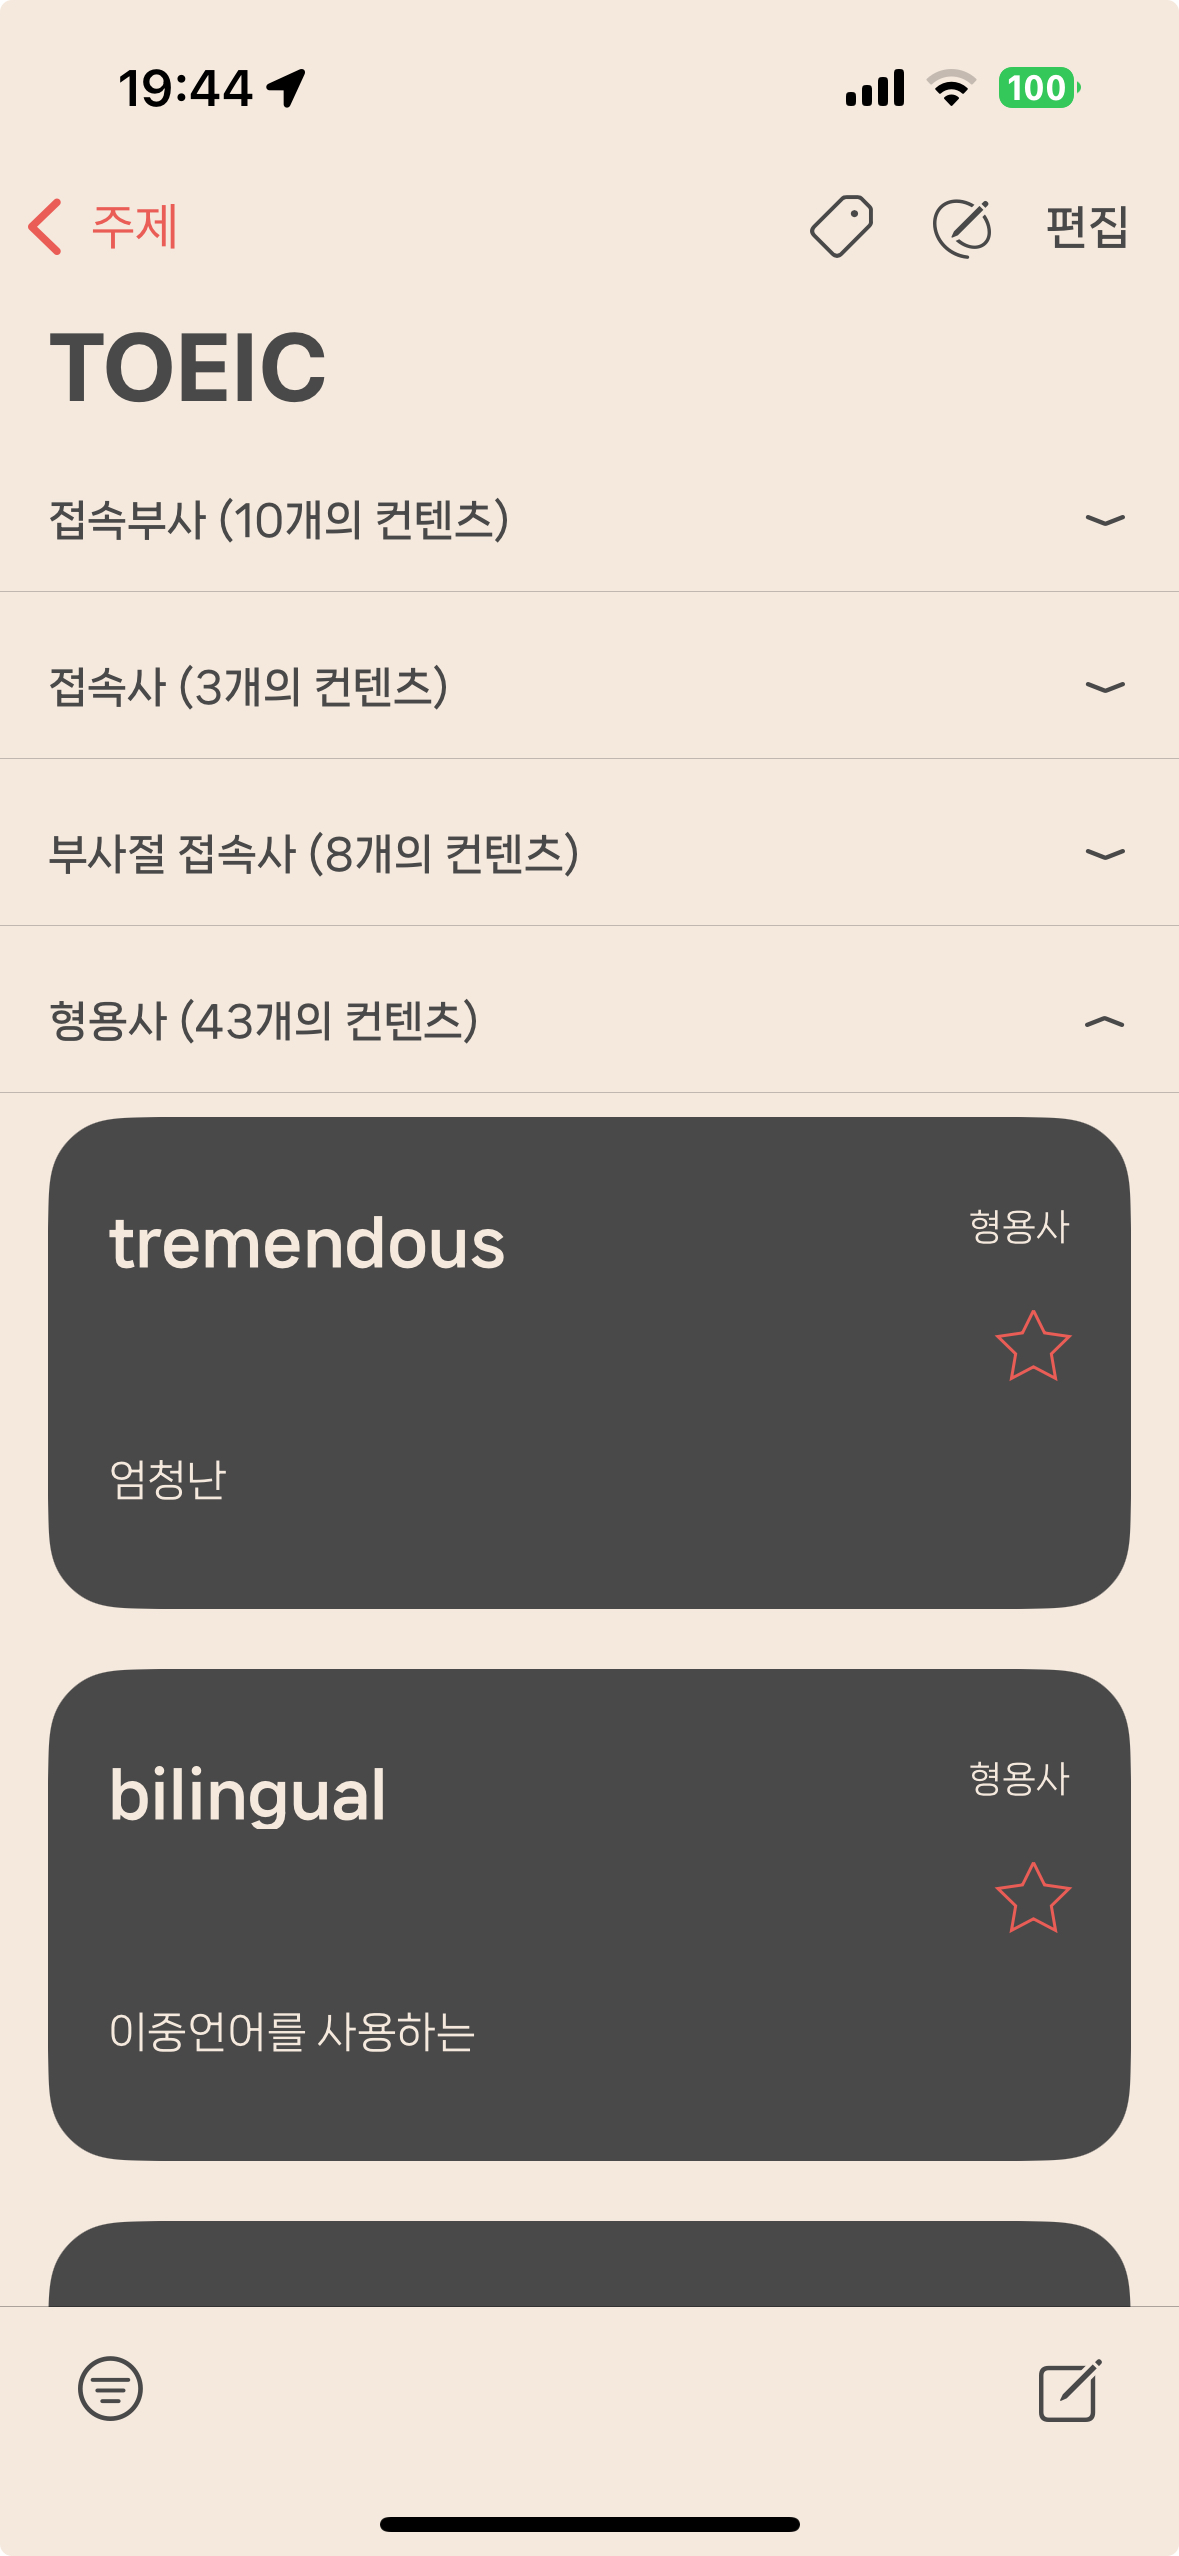 19:44
100
주제
편집
TOEIC
접속부사 (10개의 컨텐츠)
접속사 (3개의 컨텐츠)
부사절 접속사 (8개의 컨텐츠)
형용사 (43개의 컨텐츠)
tremendous
형용사
엄청난
bilingual
형용사
이중언어를 사용하는